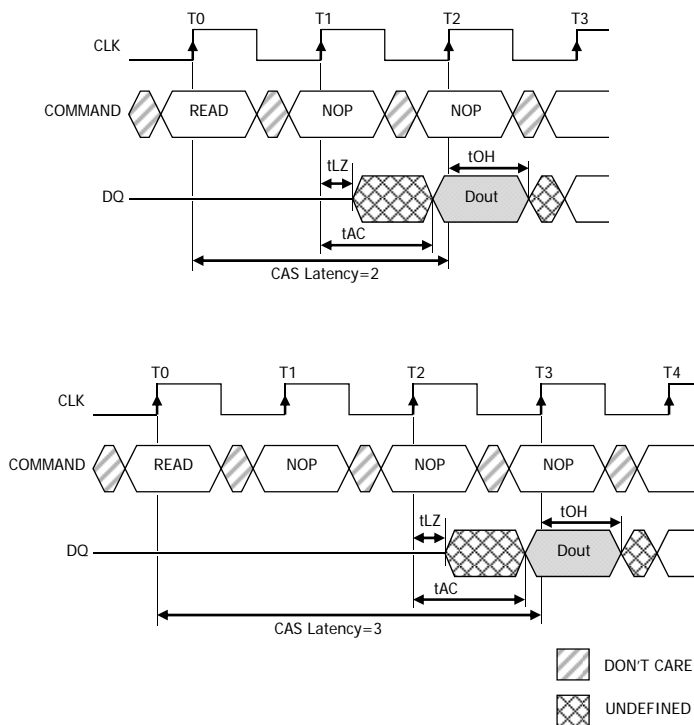 T0 T1 T2 T3
CLK
COMMAND READ NOP NOP
tLZ tOH
DQ Dout
tAC
CAS Latency=2
T0 T1 T2 T3 T4
CLK
COMMAND READ NOP NOP NOP
tLZ tOH
DQ Dout
tAC
CAS Latency=3
DON'T CARE
UNDEFINED